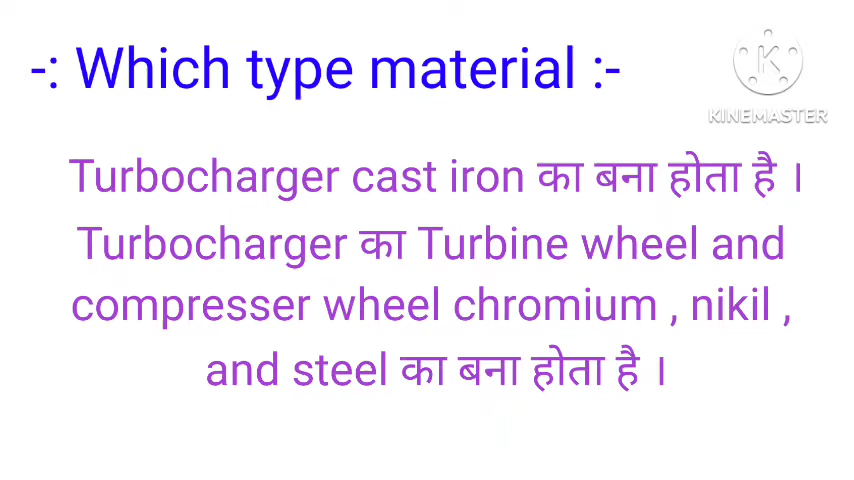 -: Which type material :-
KINEMASTER
Turbocharger cast iron का बना होता है ।
Turbocharger का Turbine wheel and
compresser wheel chromium , nikil ,
and steel का बना होता है ।